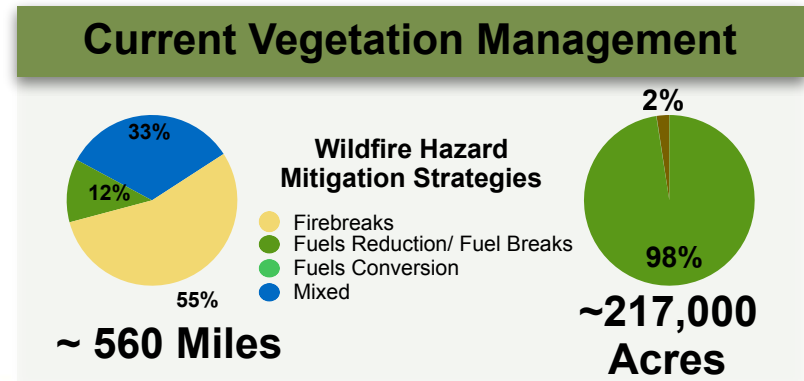 Current Vegetation Management
33%
12%
55%
~ 560 Miles
Wildfire Hazard
Mitigation Strategies
Firebreaks
Fuels Reduction/ Fuel Breaks
Fuels Conversion
Mixed
2%
98%
~217,000
Acres